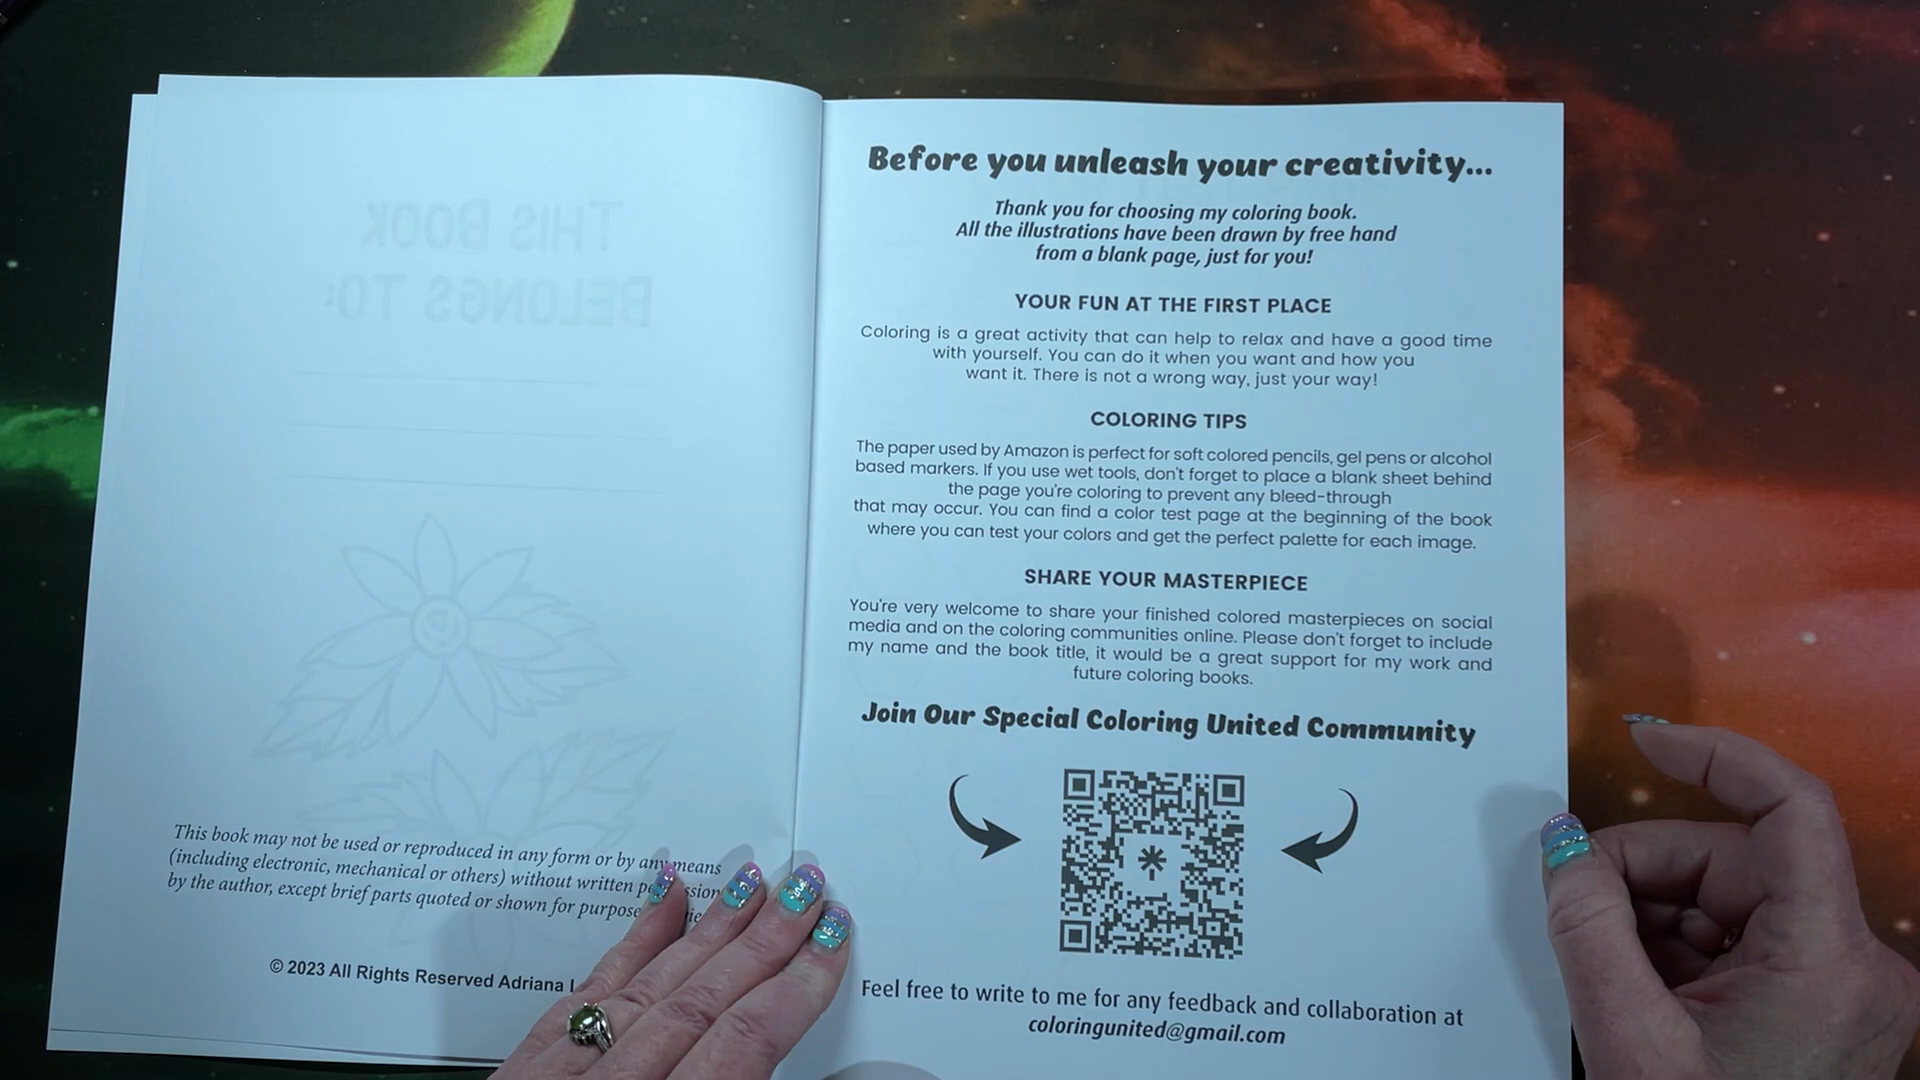 THIS BOOK
BELONGS TO:
This book may not be used or reproduced in any form or by any means
(including electronic, mechanical or others) without written
by the author, except brief parts quoted or shown for
© 2023 All Rights Reserved Adriana
Before you unleash your creativity...
Thank you for choosing my coloring book.
All the illustrations have been drawn by free hand
from a blank page, just for you!
YOUR FUN AT THE FIRST PLACE
Coloring is a great activity that can help to relax and have a good time
with yourself. You can do it when you want and how you
want it. There is not a wrong way, just your way!
COLORING TIPS
The paper used by Amazon is perfect for soft colored pencils, gel pens or alcohol
based markers. If you use wet tools, don't forget to place a blank sheet behind
the page you're coloring to prevent any bleed-through
that may occur. You can find a color test page at the beginning of the book
where you can test your colors and get the perfect palette for each image.
SHARE YOUR MASTERPIECE
You're very welcome to share your finished colored masterpieces on social
media and on the coloring communities online. Please don't forget to include
my name and the book title, it would be a great support for my work and
future coloring books.
Join Our Special Coloring United Community
Feel free to write to me for any feedback and collaboration at
coloringunited@gmail.com